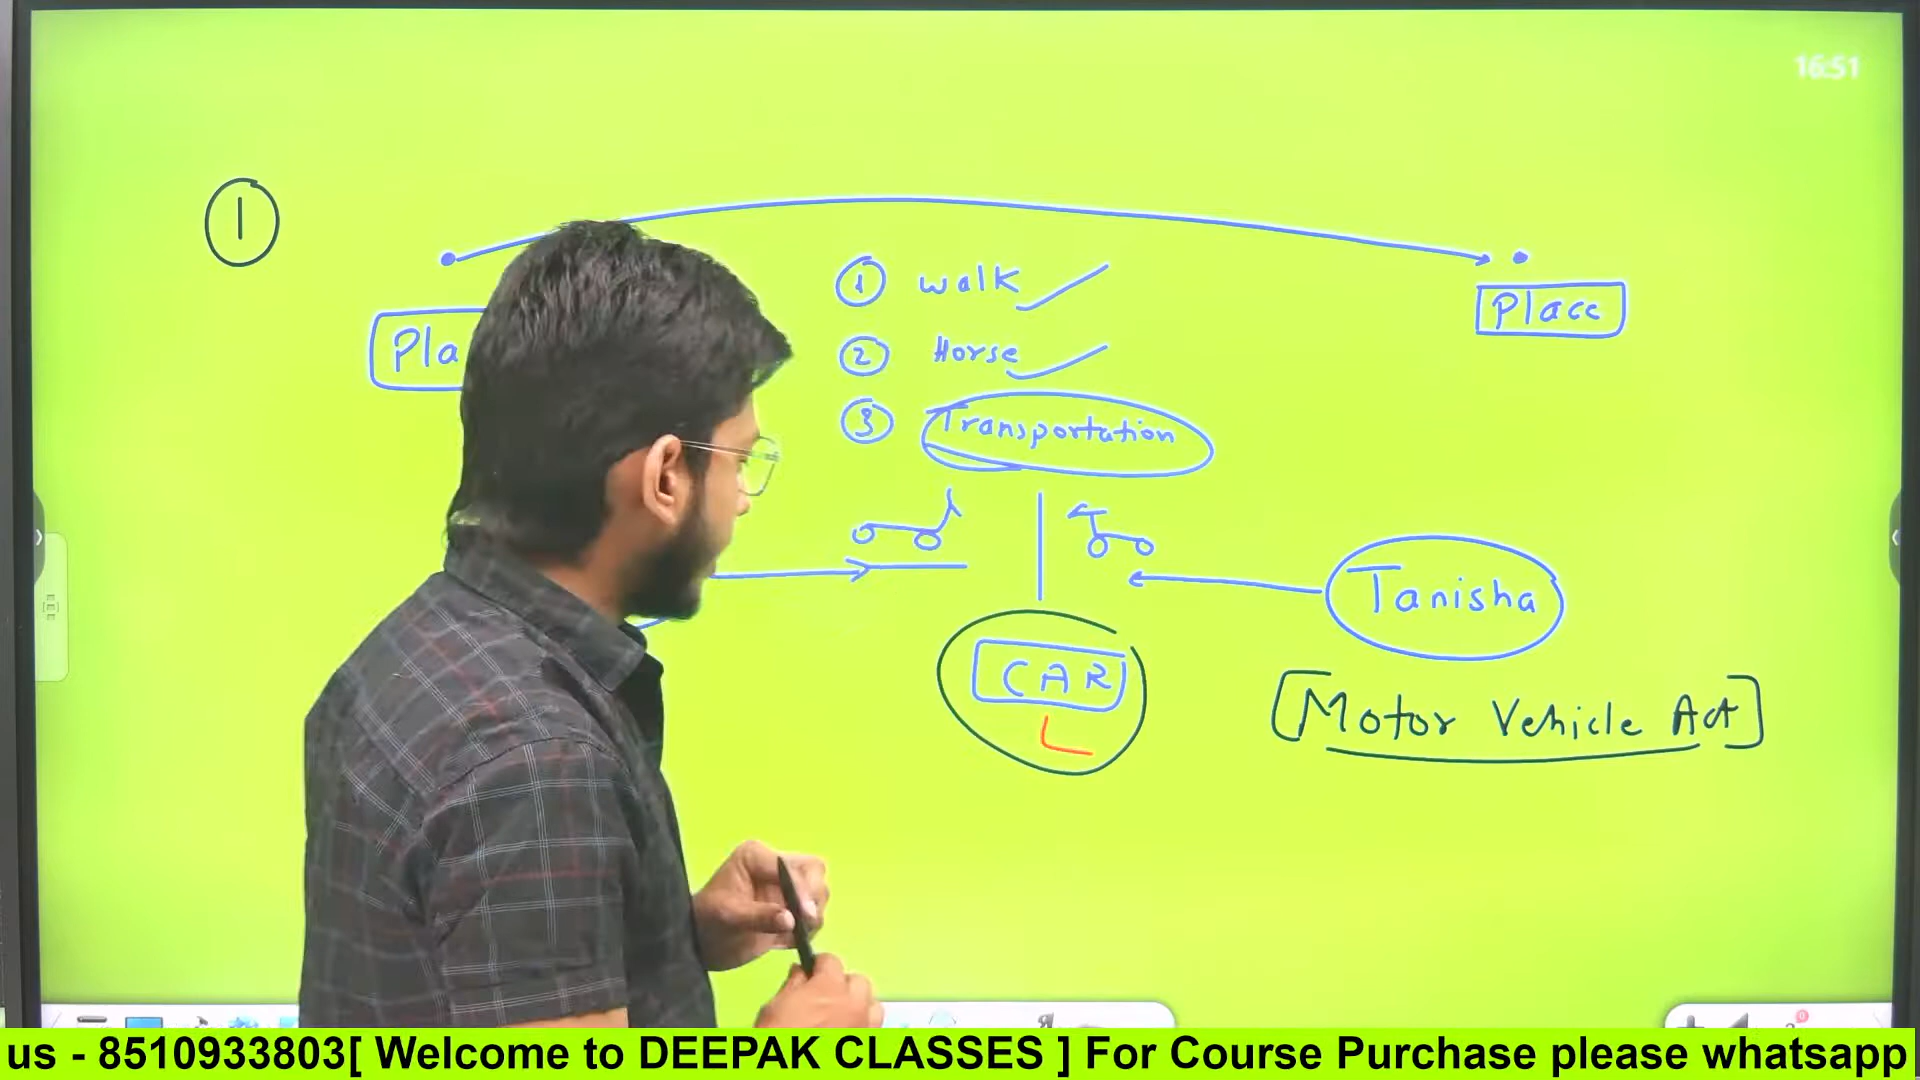 16:51
1
Pla
① walk
② Horse
③ Transportation
Place
Tanisha
CAR
[Motor Vehicle Act]
us - 8510933803[ Welcome to DEEPAK CLASSES ] For Course Purchase please whatsapp